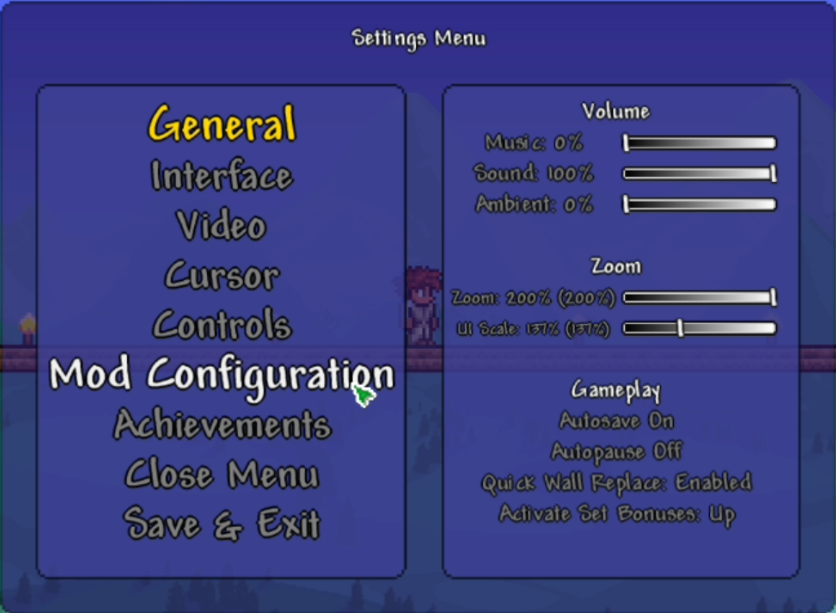 Settings Menu
General
Interface
Video
Cursor
Controls
Mod Configuration
Achievements
Close Menu
Save & Exit
Volume
Music: 0%
Sound: 100%
Ambient: 0%
Zoom
Zoom: 200% (200%)
UI Scale: 137% (137%)
Gameplay
Autosave On
Autopause Off
Quick Wall Replace: Enabled
Activate Set Bonuses: Up